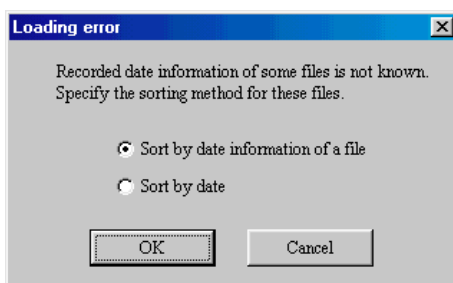 Loading error
Recorded date information of some files is not known.
Specify the sorting method for these files.
Sort by date information of a file
Sort by date
OK Cancel